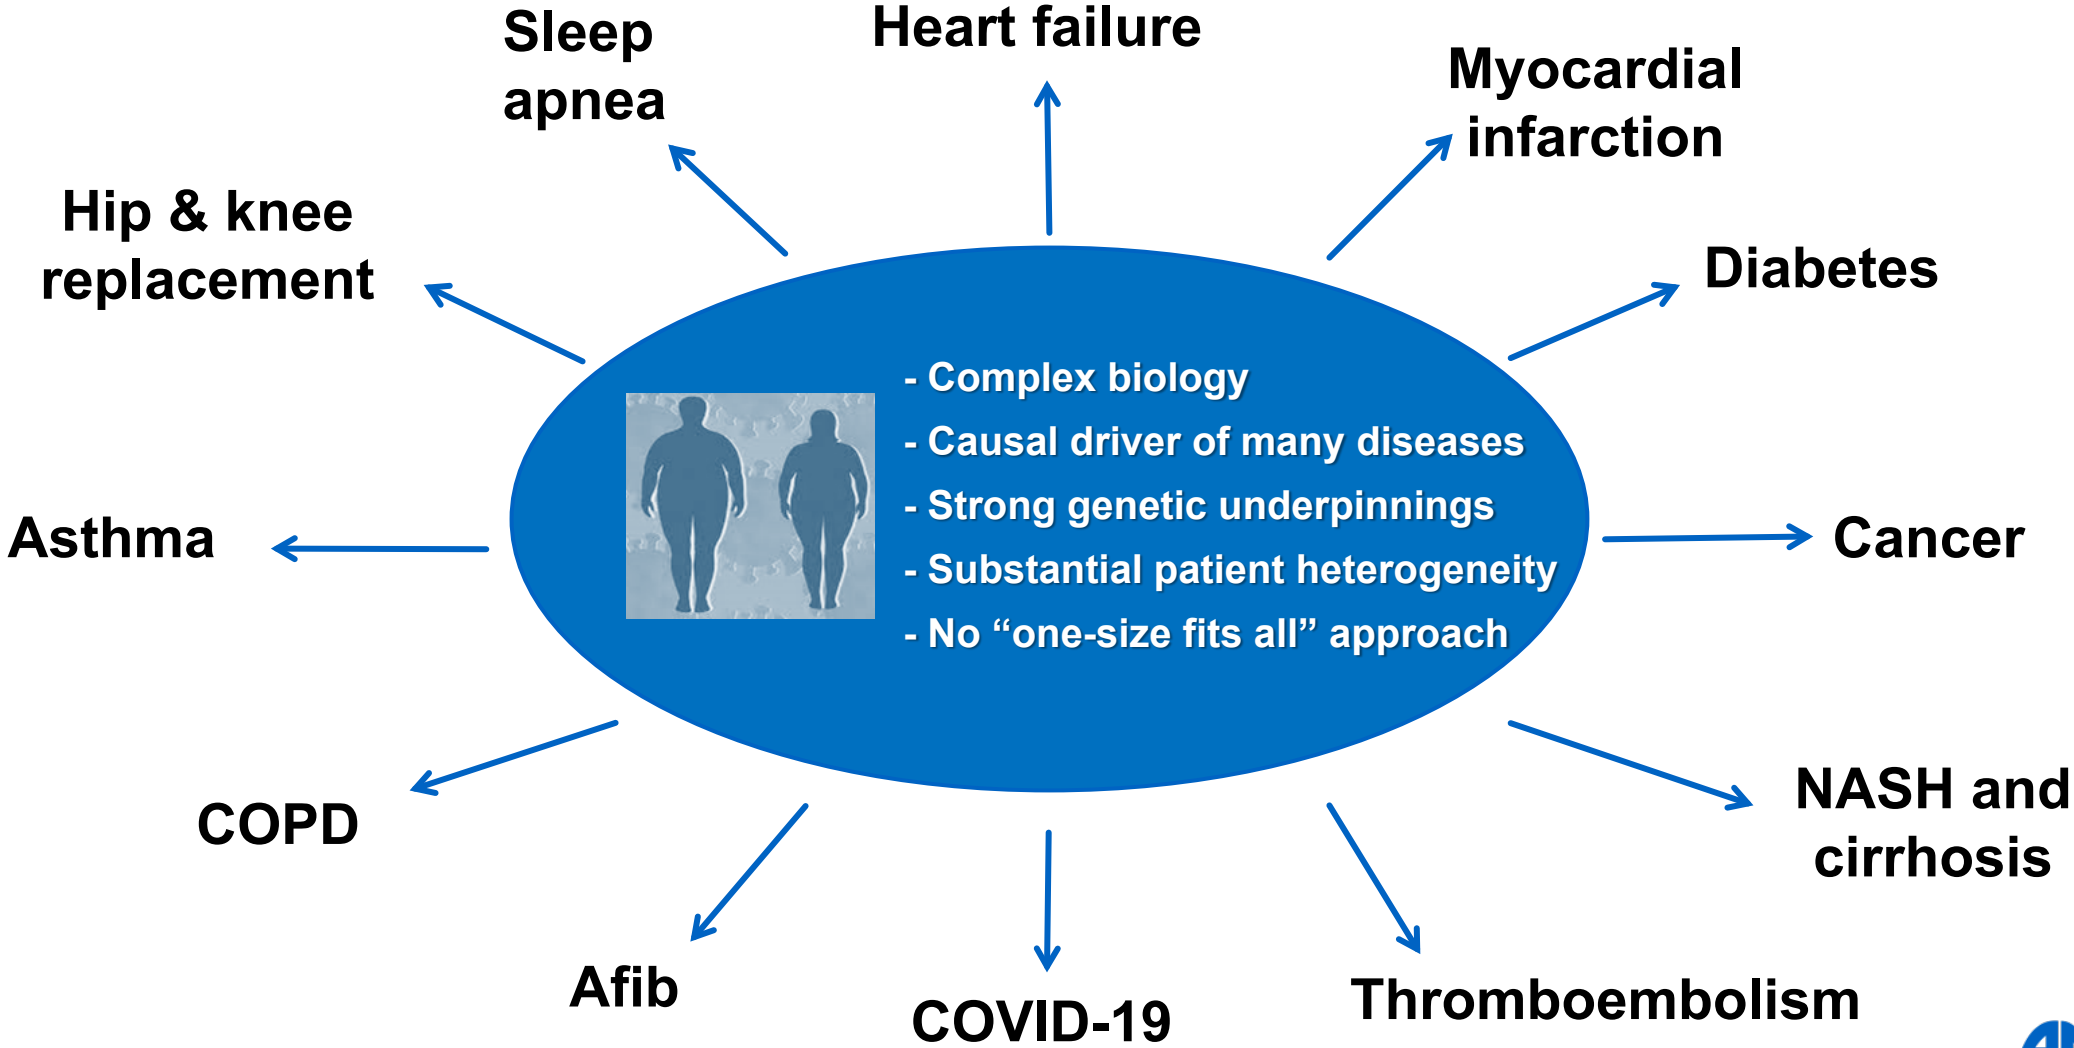 Sleep
apnea
Heart failure
Myocardial
infarction
Hip & knee
replacement
Diabetes
- Complex biology
- Causal driver of many diseases
- Strong genetic underpinnings
- Substantial patient heterogeneity
- No “one-size fits all” approach
Asthma
Cancer
COPD
NASH and
cirrhosis
Afib
COVID-19
Thromboembolism